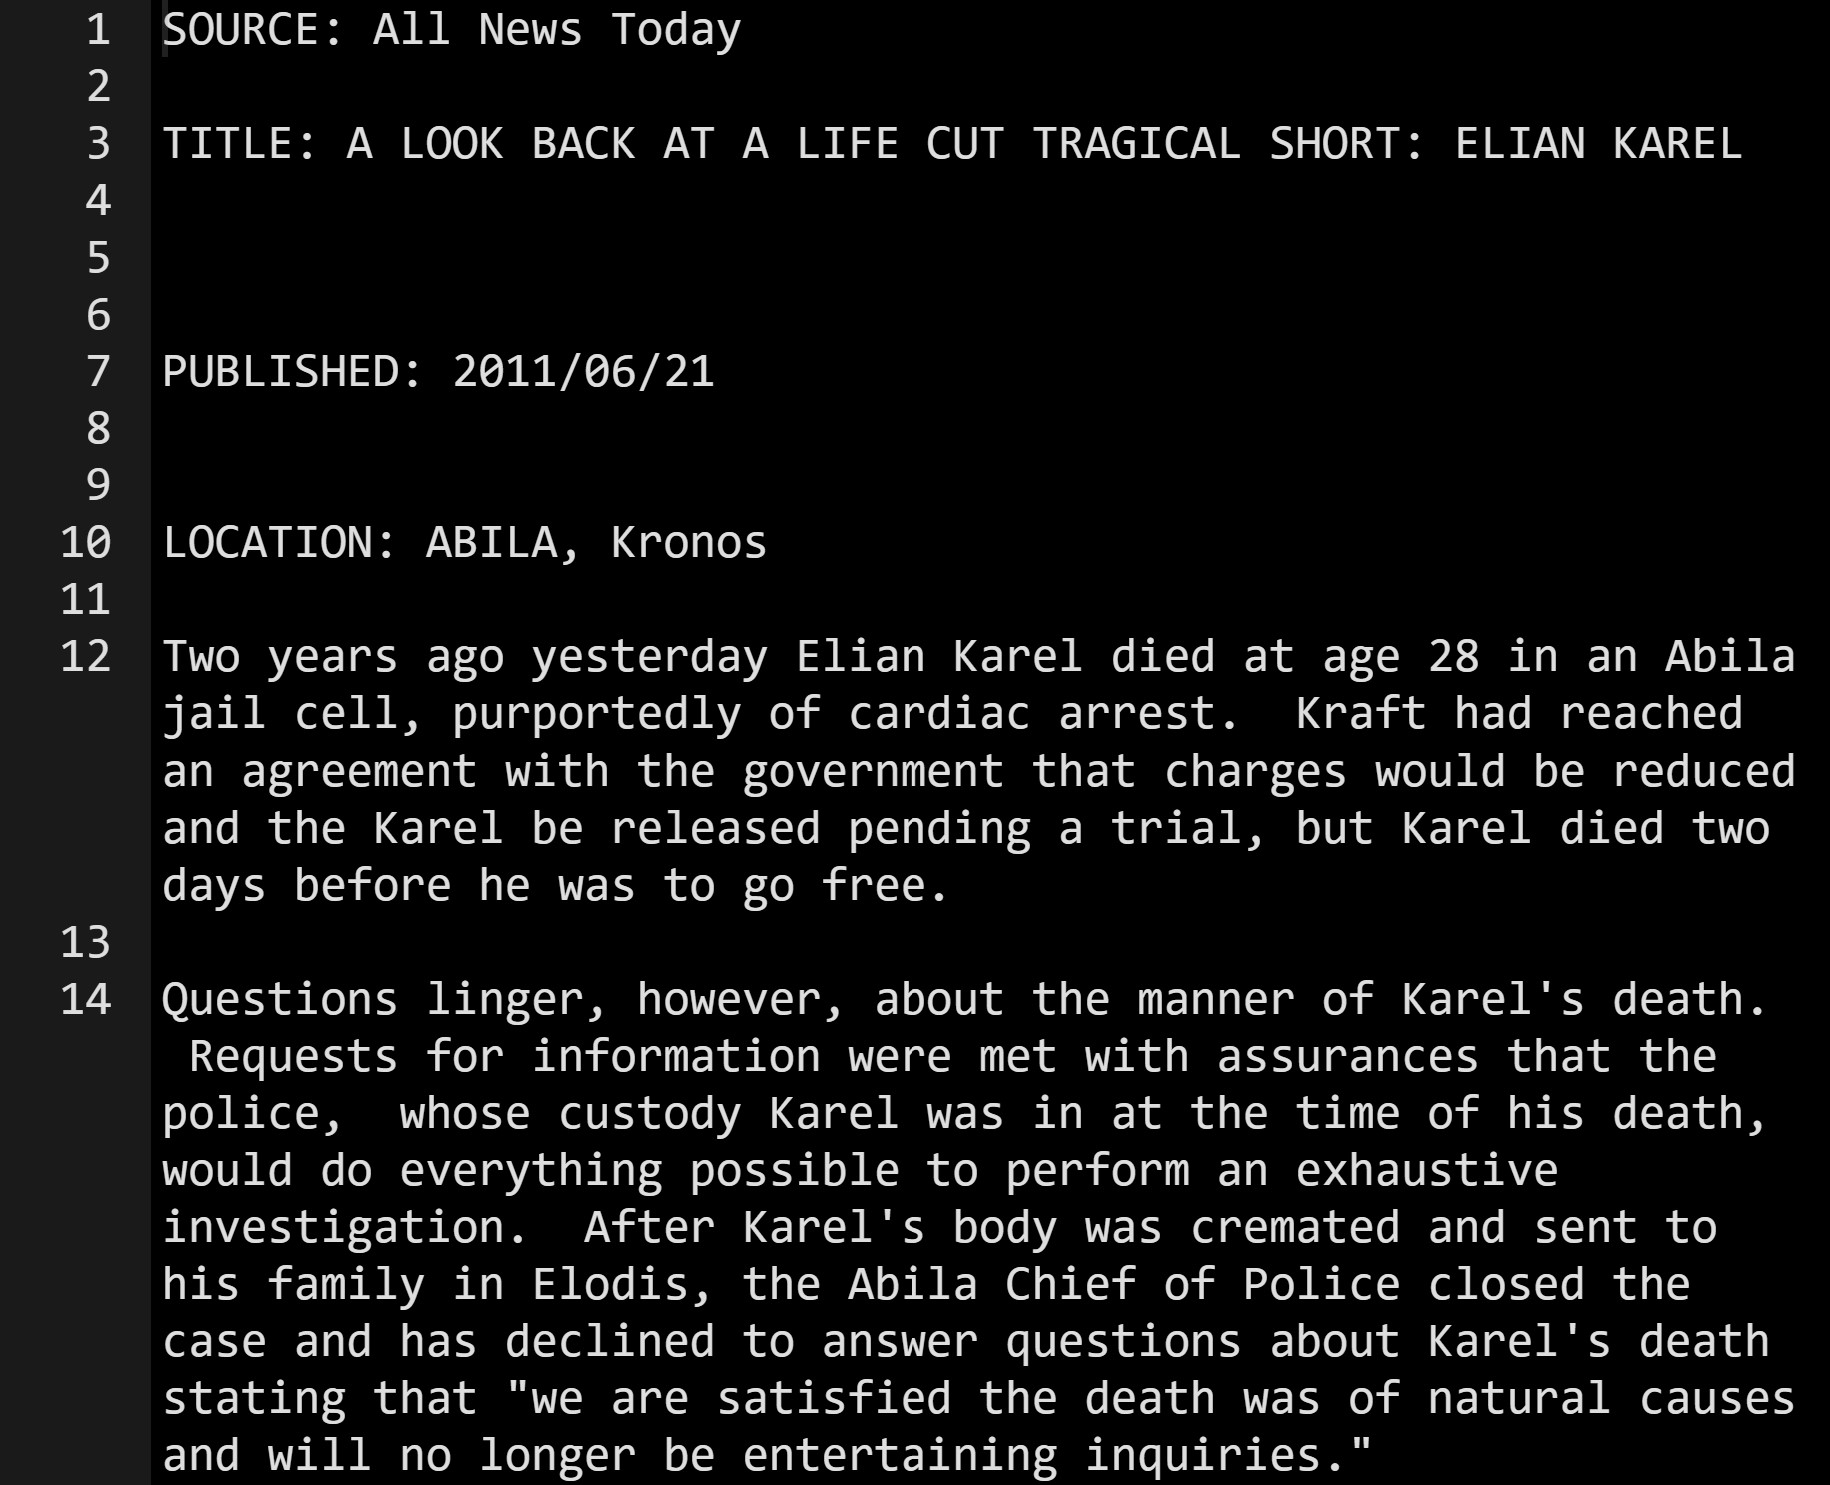 1 SOURCE: All News Today
2
3 TITLE: A LOOK BACK AT A LIFE CUT TRAGICAL SHORT: ELIAN KAREL
4
5
6
7 PUBLISHED: 2011/06/21
8
9
10 LOCATION: ABILA, Kronos
11
12 Two years ago yesterday Elian Karel died at age 28 in an Abila
jail cell, purportedly of cardiac arrest.  Kraft had reached
an agreement with the government that charges would be reduced
and the Karel be released pending a trial, but Karel died two
days before he was to go free.
13
14 Questions linger, however, about the manner of Karel's death.
Requests for information were met with assurances that the
police,  whose custody Karel was in at the time of his death,
would do everything possible to perform an exhaustive
investigation.  After Karel's body was cremated and sent to
his family in Elodis, the Abila Chief of Police closed the
case and has declined to answer questions about Karel's death
stating that "we are satisfied the death was of natural causes
and will no longer be entertaining inquiries."